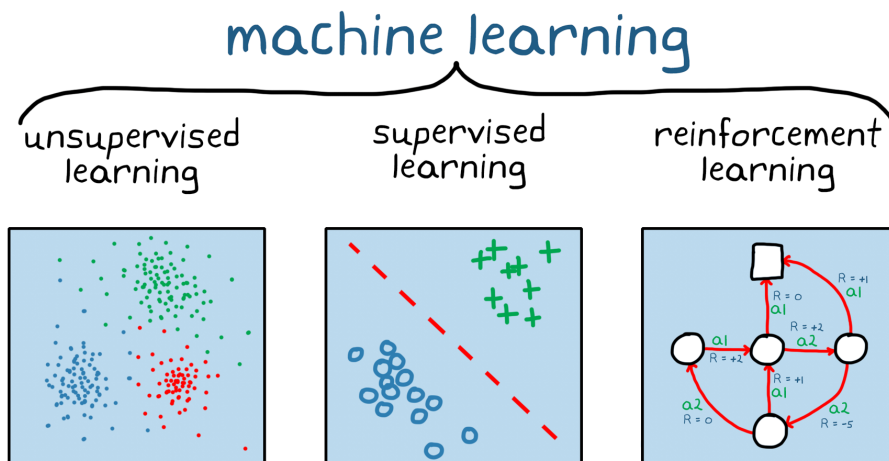 machine learning
unsupervised
learning
supervised
learning
reinforcement
learning
R = 0
a1
R = +1
a1
a1
R = +2
R = +2
a2
R = +1
a1
a2
R = 0
a2
R = -5